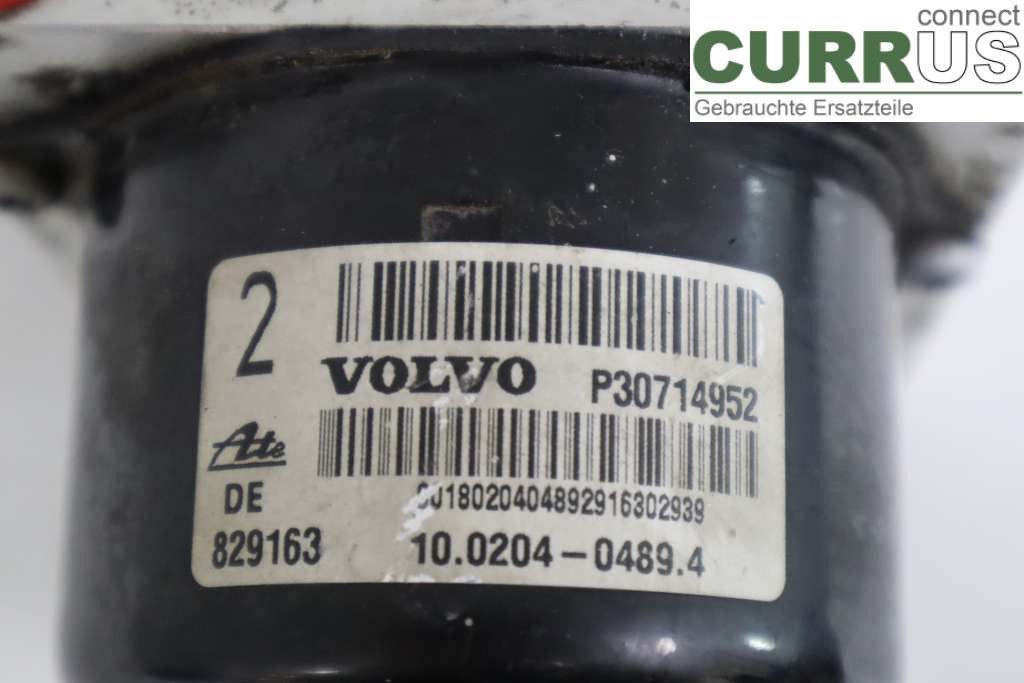 connect
CURRUS
Gebrauchte Ersatzteile
2
VOLVO P30714952
Ate
DE
829163
10.0204-0489.4